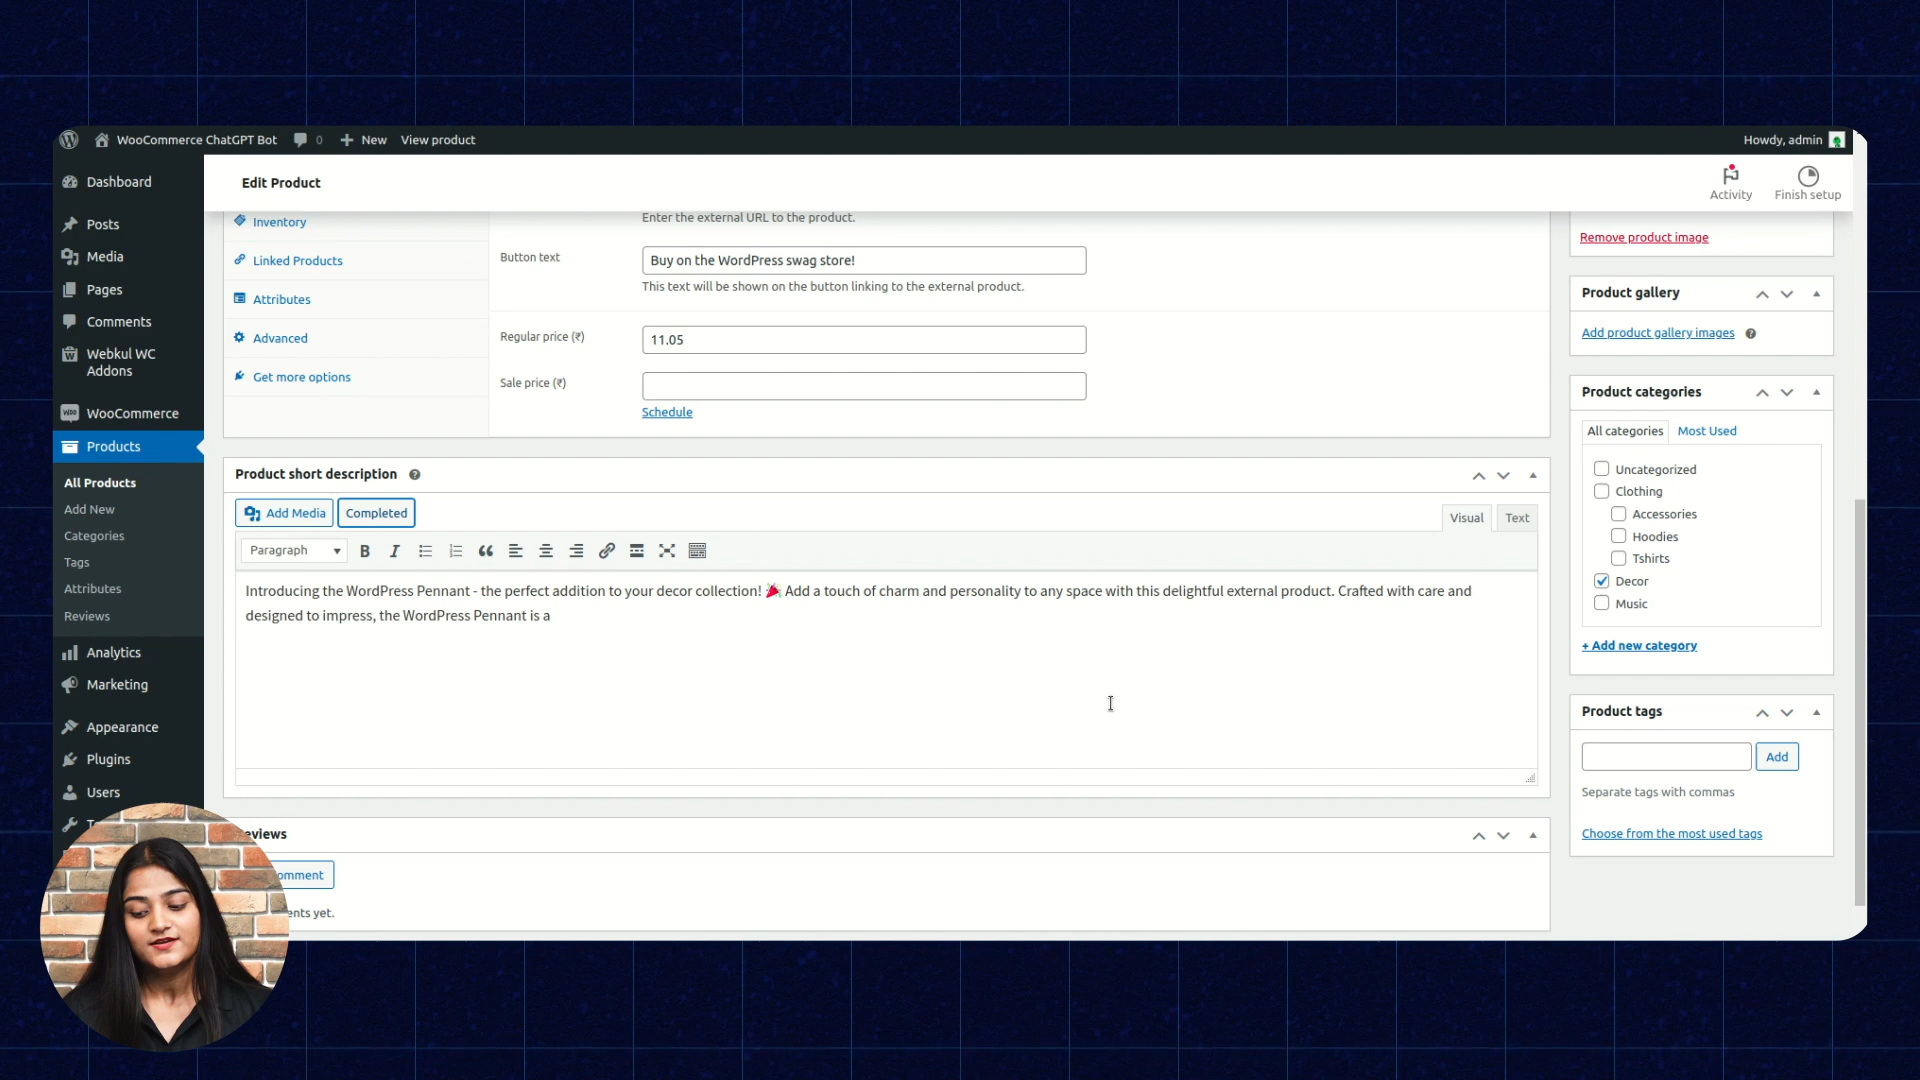 WooCommerce ChatGPT Bot 0 New View product Howdy, admin
Edit Product
Activity
Finish setup
Dashboard
Posts
Media
Pages
Comments
Webkul WC
Addons
WooCommerce
Products
All Products
Add New
Categories
Tags
Attributes
Reviews
Analytics
Marketing
Appearance
Plugins
Users
Inventory
Linked Products
Attributes
Advanced
Get more options
Enter the external URL to the product.
Button text
Buy on the WordPress swag store!
This text will be shown on the button linking to the external product.
Regular price (₹)
11.05
Sale price (₹)
Schedule
Product short description
Add Media
Completed
Visual
Text
Paragraph
Introducing the WordPress Pennant - the perfect addition to your decor collection! 🎉 Add a touch of charm and personality to any space with this delightful external product. Crafted with care and
designed to impress, the WordPress Pennant is a
eviews
omment
ents yet.
Remove product image
Product gallery
Add product gallery images
Product categories
All categories
Most Used
Uncategorized
Clothing
Accessories
Hoodies
Tshirts
Decor
Music
+ Add new category
Product tags
Add
Separate tags with commas
Choose from the most used tags